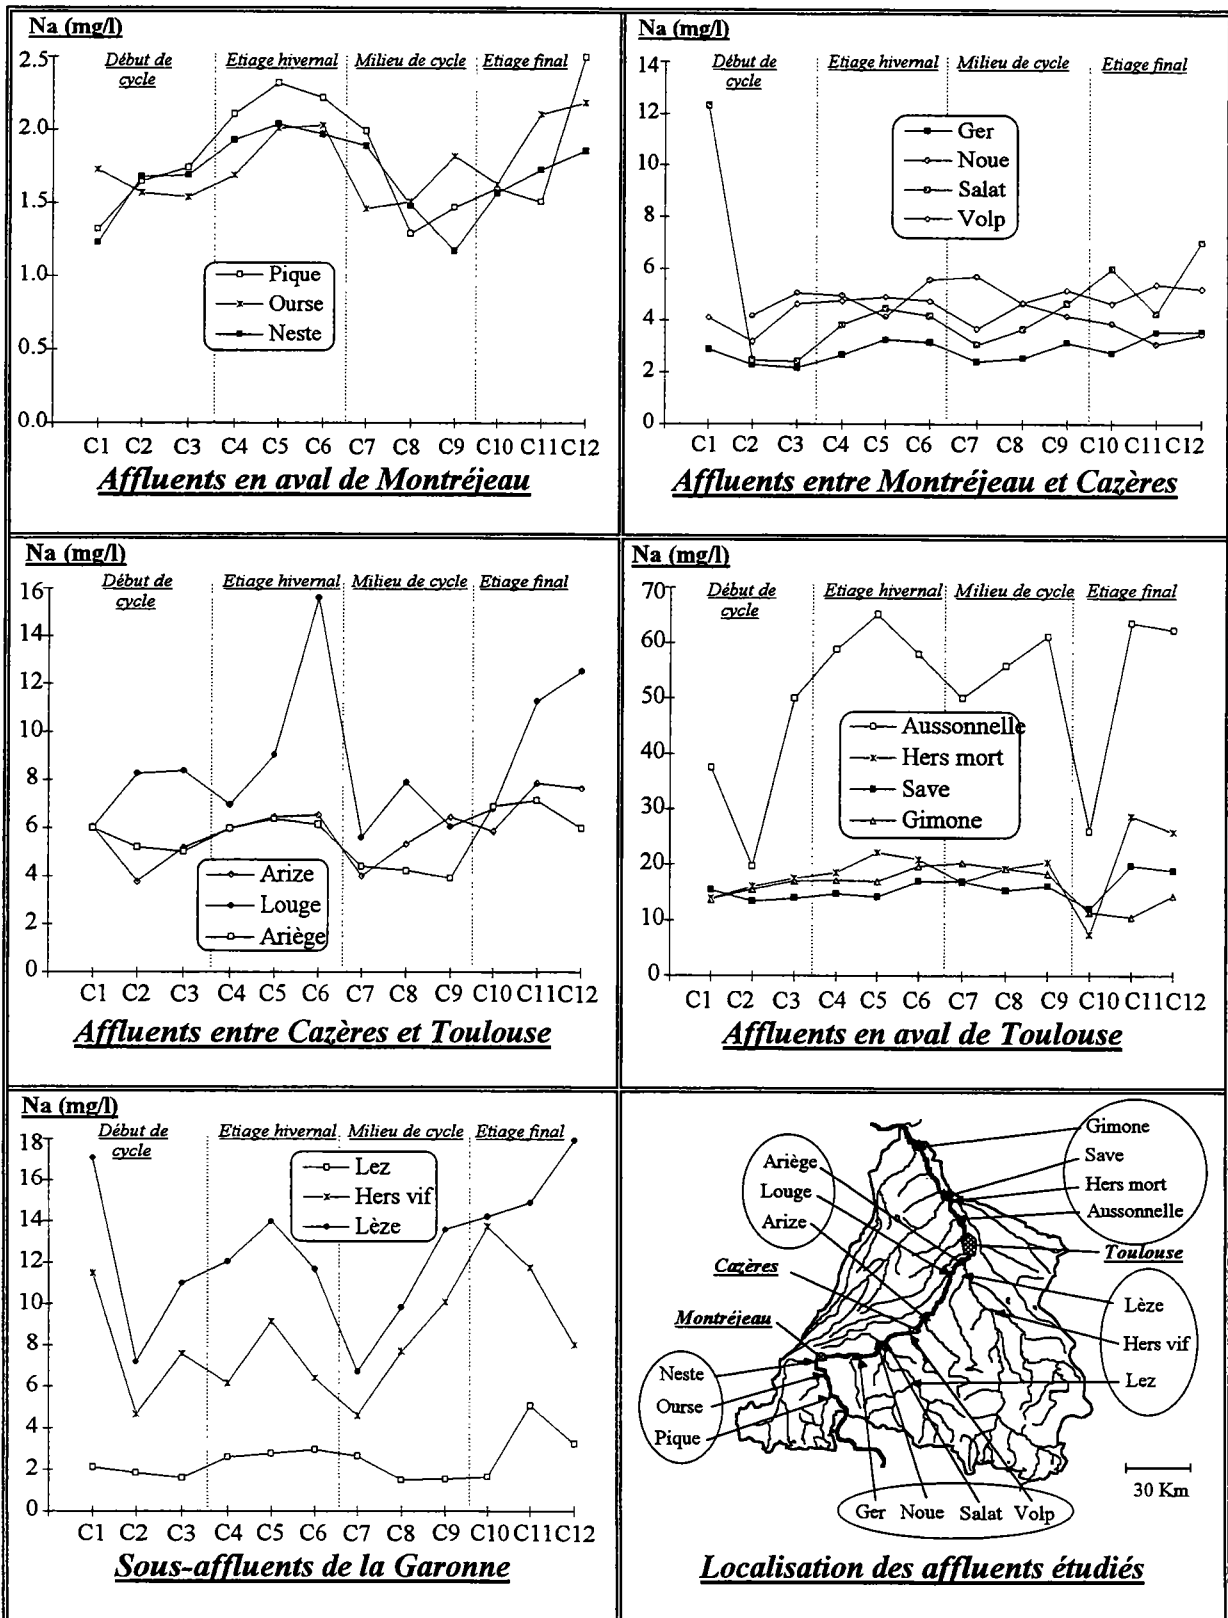 Na (mg/l)
Début de cycle
Etiage hivernal
Milieu de cycle
Etiage final
2.5
2.0
1.5
1.0
0.5
0.0
Pique
Ourse
Neste
C1 C2 C3 C4 C5 C6 C7 C8 C9 C10 C11 C12
Affluents en aval de Montréjeau
Na (mg/l)
Début de cycle
Etiage hivernal
Milieu de cycle
Etiage final
14
12
10
8
6
4
2
0
Ger
Noue
Salat
Volp
C1 C2 C3 C4 C5 C6 C7 C8 C9 C10 C11 C12
Affluents entre Montréjeau et Cazères
Na (mg/l)
Début de cycle
Etiage hivernal
Milieu de cycle
Etiage final
16
14
12
10
8
6
4
2
0
Arize
Louge
Ariège
C1 C2 C3 C4 C5 C6 C7 C8 C9 C10 C11 C12
Affluents entre Cazères et Toulouse
Na (mg/l)
Début de cycle
Etiage hivernal
Milieu de cycle
Etiage final
70
60
50
40
30
20
10
0
Aussonnelle
Hers mort
Save
Gimone
C1 C2 C3 C4 C5 C6 C7 C8 C9 C10 C11 C12
Affluents en aval de Toulouse
Na (mg/l)
Début de cycle
Etiage hivernal
Milieu de cycle
Etiage final
18
16
14
12
10
8
6
4
2
0
Lez
Hers vif
Lèze
C1 C2 C3 C4 C5 C6 C7 C8 C9 C10 C11 C12
Sous-affluents de la Garonne
Gimone
Save
Hers mort
Aussonnelle
Toulouse
Ariège
Louge
Arize
Cazères
Montréjeau
Lèze
Hers vif
Lez
Neste
Ourse
Pique
Ger Noue Salat Volp
30 Km
Localisation des affluents étudiés